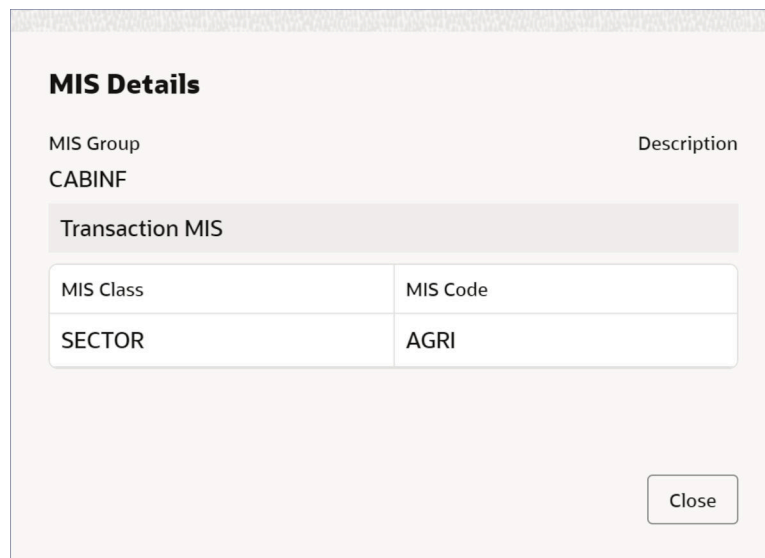 MIS Details
MIS Group Description
CABINF
Transaction MIS
MIS Class MIS Code
SECTOR AGRI
Close